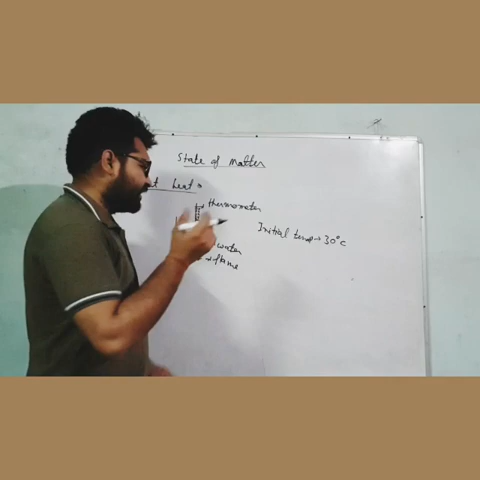 State of Matter
t heat
thermometer
Initial temp → 30°C
water
flame